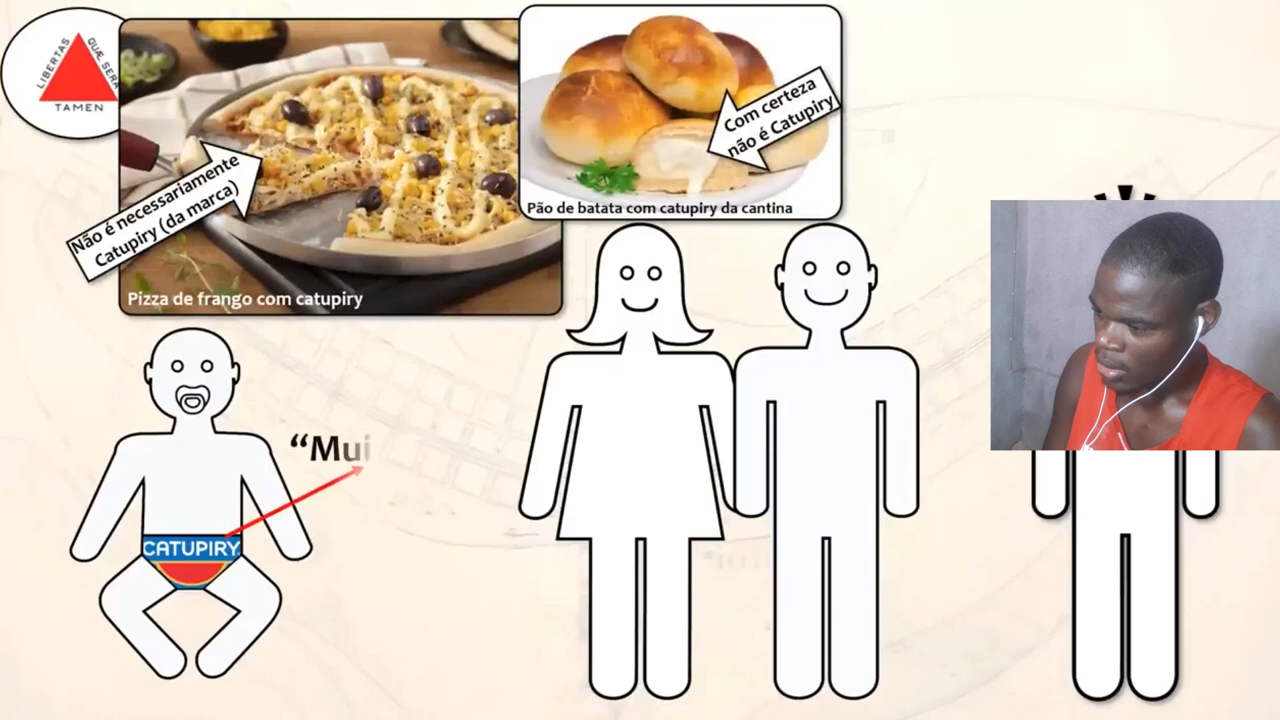 LIBERTAS
QUÆ SERA
TAMEN
Não é necessariamente
Catupiry (da marca)
Pizza de frango com catupiry
Com certeza
não é Catupiry
Pão de batata com catupiry da cantina
“Mui
CATUPIRY